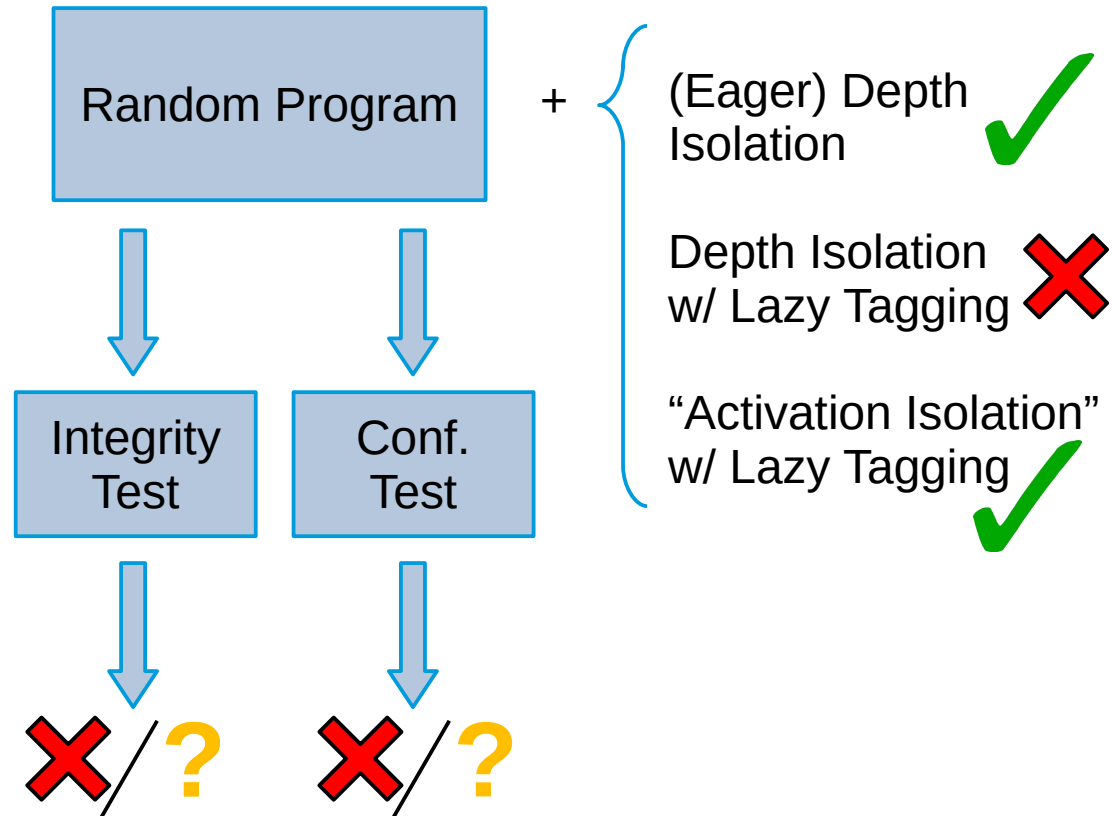 Random Program
+
(Eager) Depth
Isolation
Depth Isolation
w/ Lazy Tagging
“Activation Isolation”
w/ Lazy Tagging
Integrity
Test
Conf.
Test
/?
/?